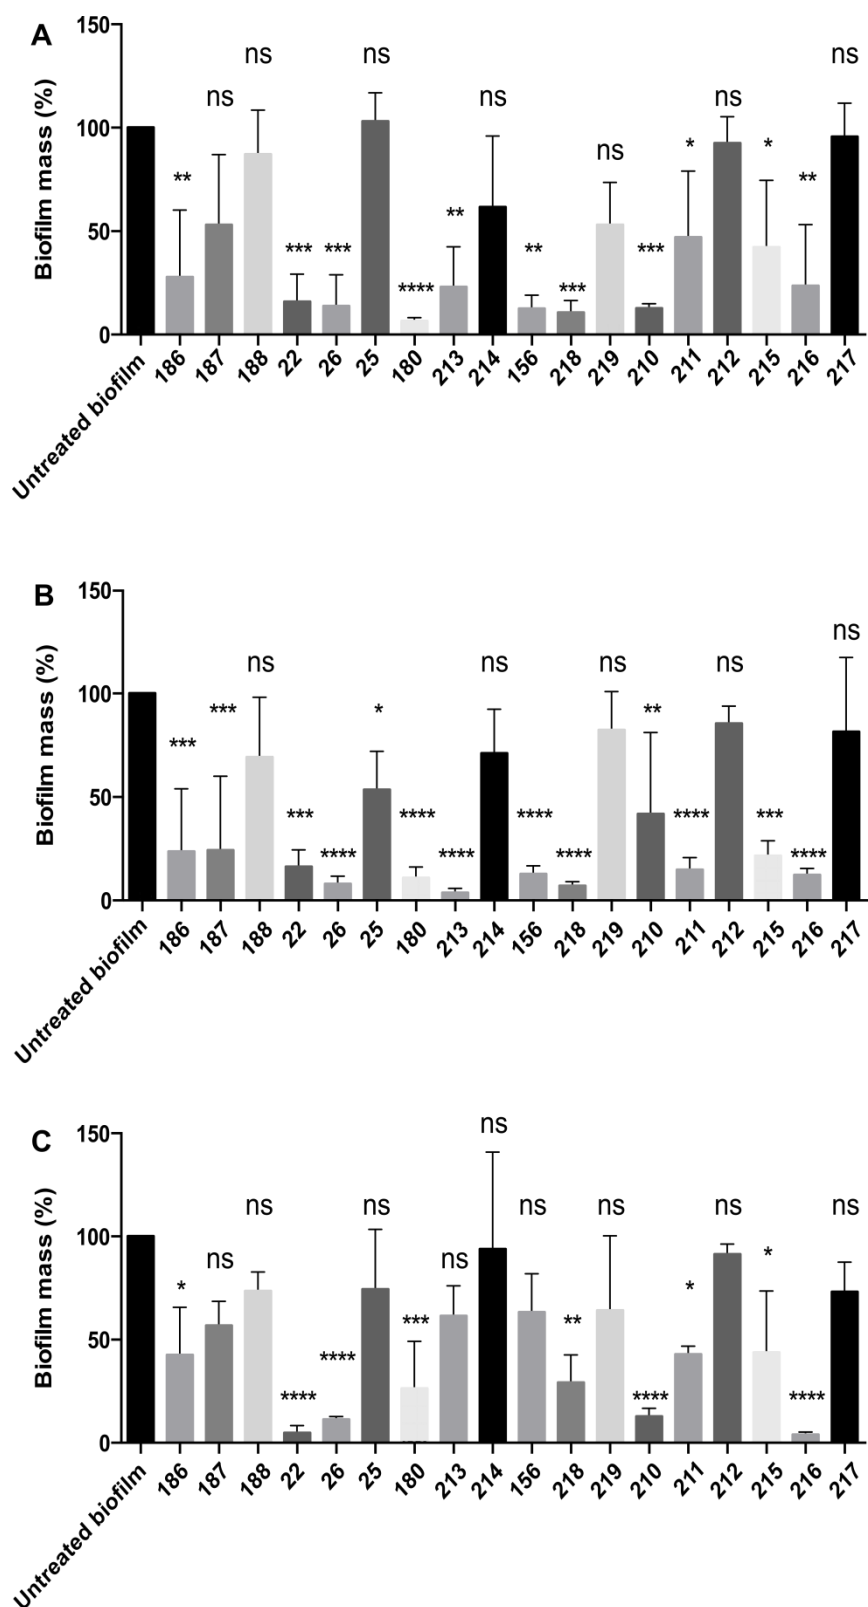 A
Biofilm mass (%)
150
100
50
0
** ns ns *** *** ns **** ** ns ** *** ns *** * ns * ** ns
Untreated biofilm 186 187 188 22 26 25 180 213 214 156 218 219 210 211 212 215 216 217
B
Biofilm mass (%)
150
100
50
0
*** *** ns *** **** * **** **** ns **** **** ns ** **** ns *** **** ns
Untreated biofilm 186 187 188 22 26 25 180 213 214 156 218 219 210 211 212 215 216 217
C
Biofilm mass (%)
150
100
50
0
* ns ns **** **** ns *** ns ns ns ** ns **** * ns * **** ns
Untreated biofilm 186 187 188 22 26 25 180 213 214 156 218 219 210 211 212 215 216 217